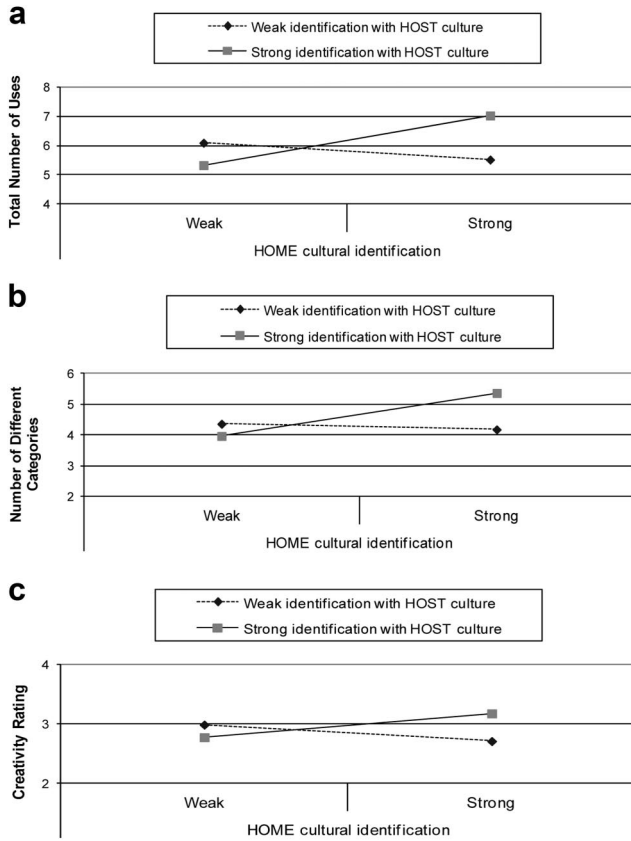 a
Weak identification with HOST culture
Strong identification with HOST culture
Total Number of Uses
8
7
6
5
4
Weak
Strong
HOME cultural identification
b
Weak identification with HOST culture
Strong identification with HOST culture
Number of Different
Categories
6
5
4
3
2
Weak
Strong
HOME cultural identification
c
Weak identification with HOST culture
Strong identification with HOST culture
Creativity Rating
4
3
2
Weak
Strong
HOME cultural identification